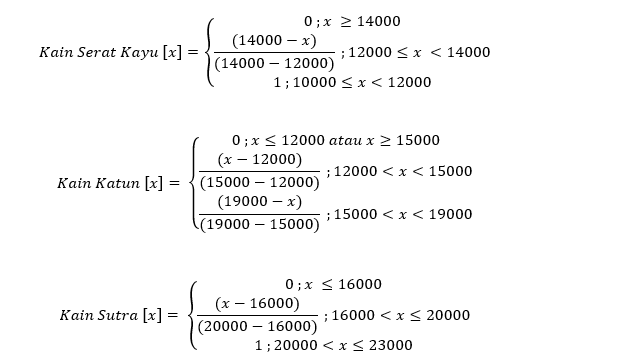 0 ; x ≥ 14000
Kain Serat Kayu [x] = { (14000 − x) / (14000 − 12000) ; 12000 ≤ x < 14000
1 ; 10000 ≤ x < 12000
0 ; x ≤ 12000 atau x ≥ 15000
(x − 12000) / (15000 − 12000) ; 12000 < x < 15000
Kain Katun [x] = {
(19000 − x) / (19000 − 15000) ; 15000 < x < 19000
0 ; x ≤ 16000
Kain Sutra [x] = { (x − 16000) / (20000 − 16000) ; 16000 < x ≤ 20000
1 ; 20000 < x ≤ 23000